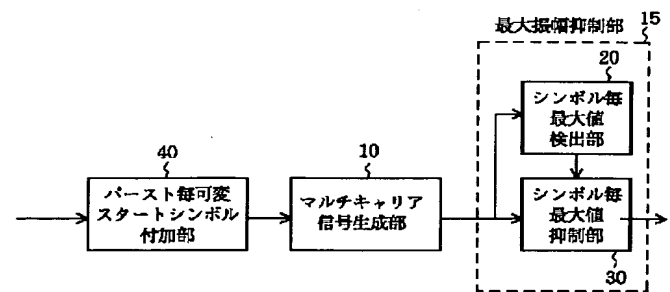 最大振幅抑制部
15
20
シンボル毎
最大値
検出部
40
バースト毎可変
スタートシンボル
付加部
10
マルチキャリア
信号生成部
シンボル毎
最大値
抑制部
30